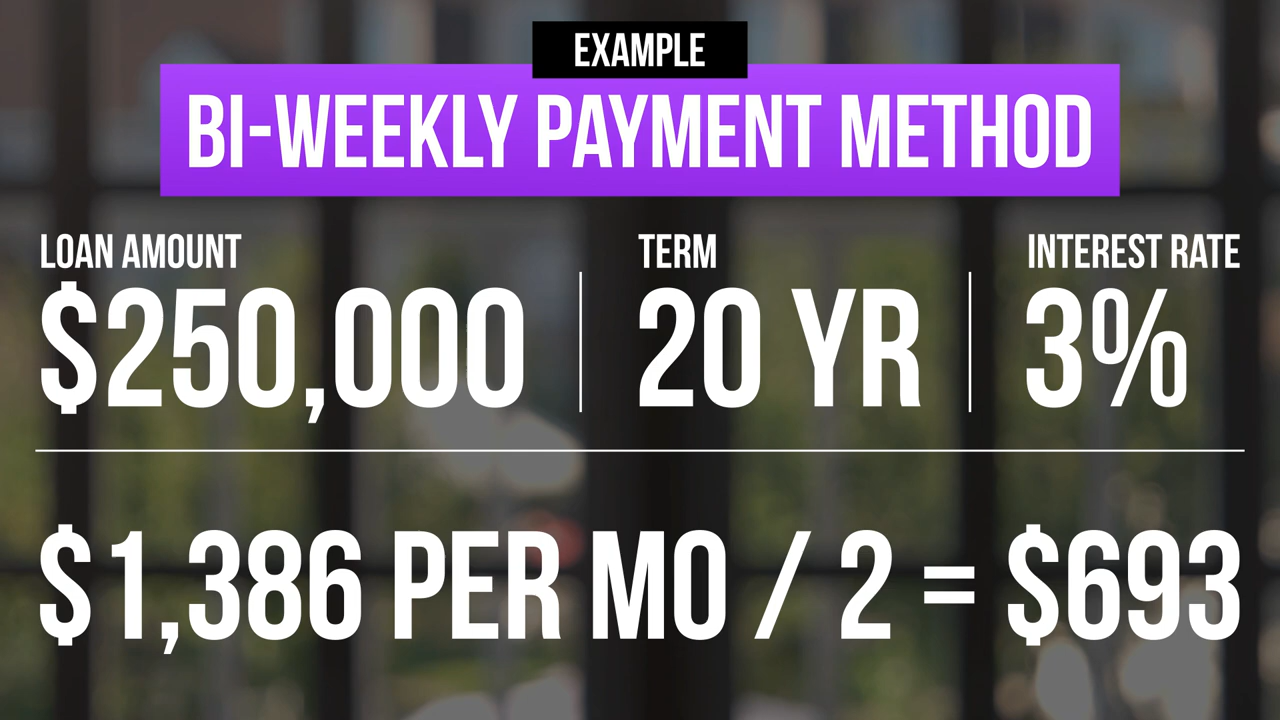 EXAMPLE
BI-WEEKLY PAYMENT METHOD
LOAN AMOUNT
$250,000
TERM
20 YR
INTEREST RATE
3%
$1,386 PER MO / 2 = $693